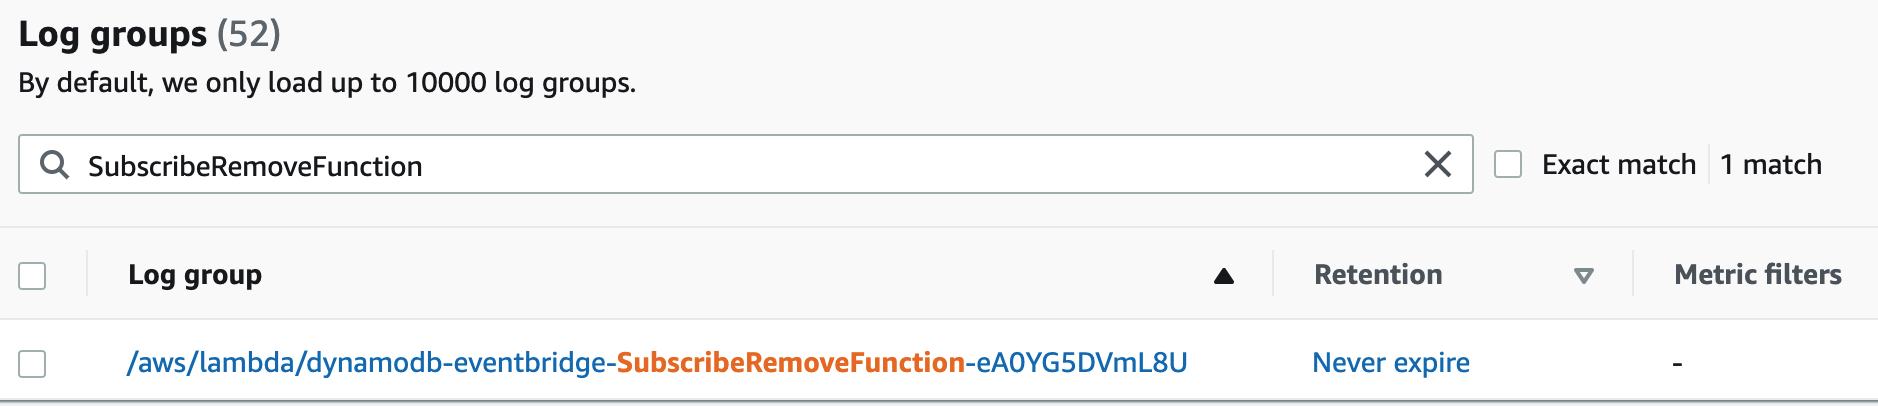 Log groups (52)
By default, we only load up to 10000 log groups.
SubscribeRemoveFunction Exact match 1 match
Log group Retention Metric filters
/aws/lambda/dynamodb-eventbridge-SubscribeRemoveFunction-eA0YG5DVmL8U Never expire -